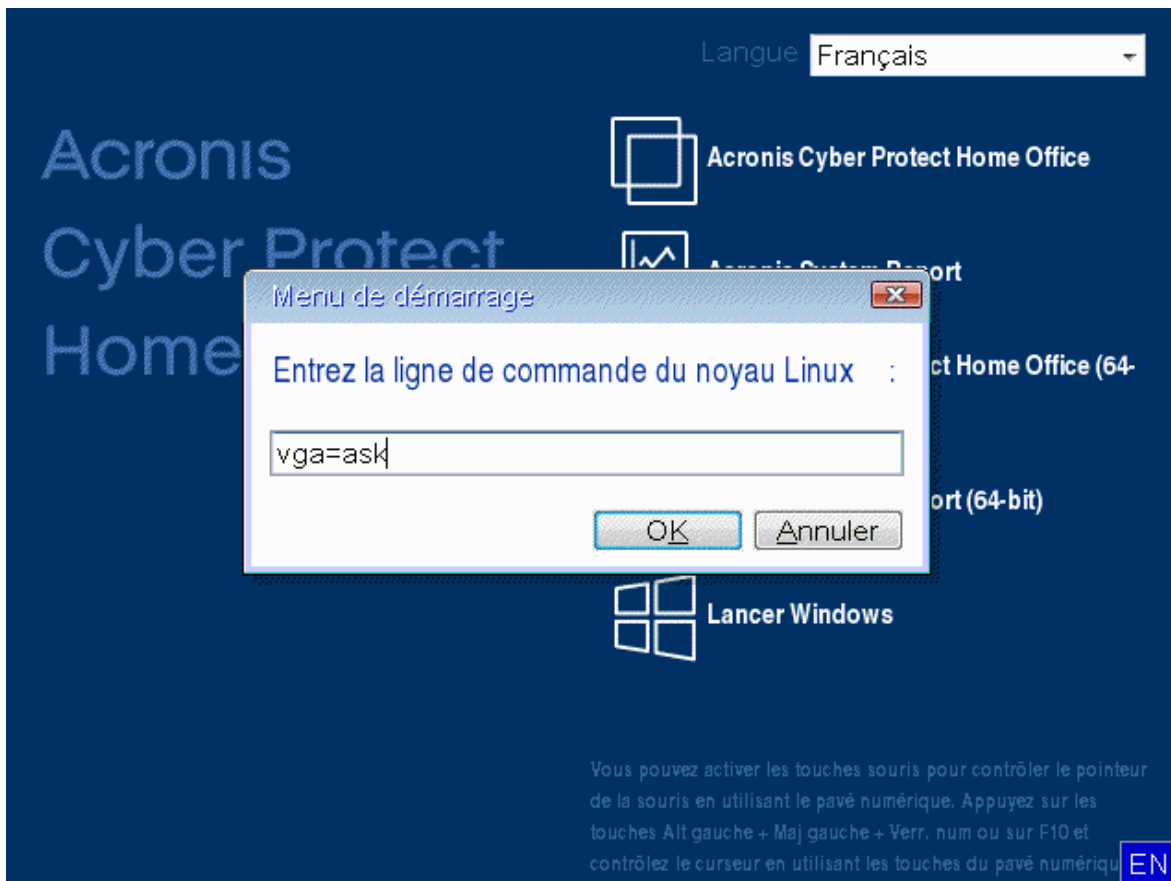 Langue Français
Acronis
Cyber Protect
Home
Acronis Cyber Protect Home Office
Acronis System Report
Menu de démarrage
Entrez la ligne de commande du noyau Linux :
vga=ask
OK Annuler
ct Home Office (64-
ort (64-bit)
Lancer Windows
Vous pouvez activer les touches souris pour contrôler le pointeur
de la souris en utilisant le pavé numérique. Appuyez sur les
touches Alt gauche + Maj gauche + Verr. num ou sur F10 et
contrôlez le curseur en utilisant les touches du pavé numériqu
EN